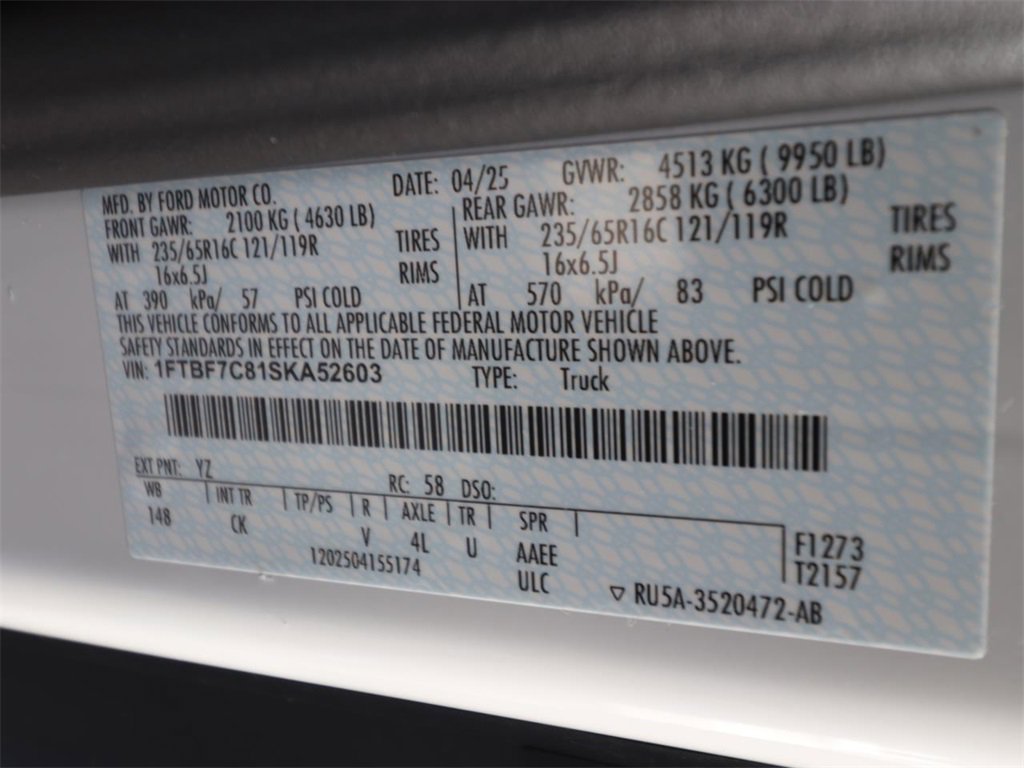 MFD. BY FORD MOTOR CO. DATE: 04/25 GVWR: 4513 KG ( 9950 LB)
FRONT GAWR: 2100 KG ( 4630 LB) REAR GAWR: 2858 KG ( 6300 LB)
WITH 235/65R16C 121/119R TIRES WITH 235/65R16C 121/119R TIRES
16x6.5J RIMS 16x6.5J RIMS
AT 390 kPa/ 57 PSI COLD AT 570 kPa/ 83 PSI COLD
THIS VEHICLE CONFORMS TO ALL APPLICABLE FEDERAL MOTOR VEHICLE
SAFETY STANDARDS IN EFFECT ON THE DATE OF MANUFACTURE SHOWN ABOVE.
VIN: 1FTBF7C81SKA52603 TYPE: Truck
EXT PNT: YZ RC: 58 DSO:
WB INT TR TP/PS R AXLE TR SPR
148 CK V 4L U AAEE F1273
1202504155174 ULC T2157
▽ RU5A-3520472-AB